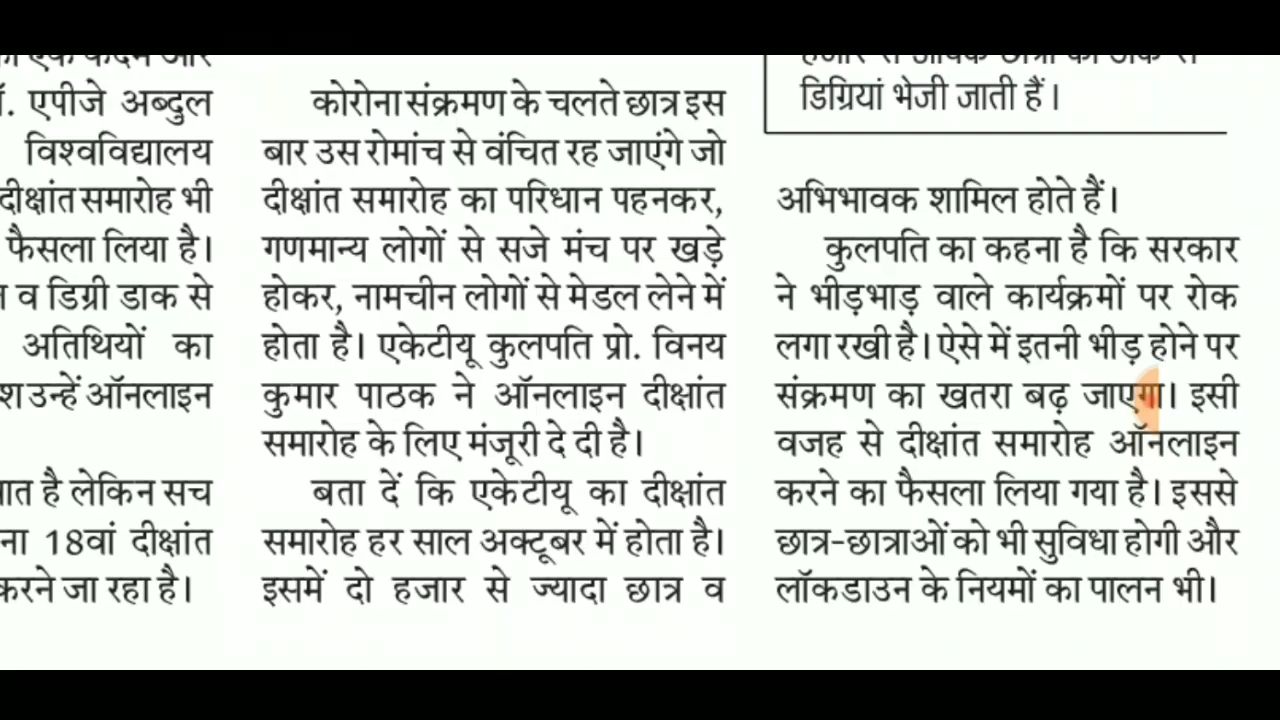 एपीजे अब्दुल
विश्वविद्यालय
दीक्षांत समारोह भी
फैसला लिया है।
व डिग्री डाक से
अतिथियों का
उन्हें ऑनलाइन
है लेकिन सच
18वां दीक्षांत
करने जा रहा है।
कोरोना संक्रमण के चलते छात्र इस
बार उस रोमांच से वंचित रह जाएंगे जो
दीक्षांत समारोह का परिधान पहनकर,
गणमान्य लोगों से सजे मंच पर खड़े
होकर, नामचीन लोगों से मेडल लेने में
होता है। एकेटीयू कुलपति प्रो. विनय
कुमार पाठक ने ऑनलाइन दीक्षांत
समारोह के लिए मंजूरी दे दी है।
बता दें कि एकेटीयू का दीक्षांत
समारोह हर साल अक्टूबर में होता है।
इसमें दो हजार से ज्यादा छात्र व
डिग्रियां भेजी जाती हैं।
अभिभावक शामिल होते हैं।
कुलपति का कहना है कि सरकार
ने भीड़भाड़ वाले कार्यक्रमों पर रोक
लगा रखी है। ऐसे में इतनी भीड़ होने पर
संक्रमण का खतरा बढ़ जाएगा। इसी
वजह से दीक्षांत समारोह ऑनलाइन
करने का फैसला लिया गया है। इससे
छात्र-छात्राओं को भी सुविधा होगी और
लॉकडाउन के नियमों का पालन भी।